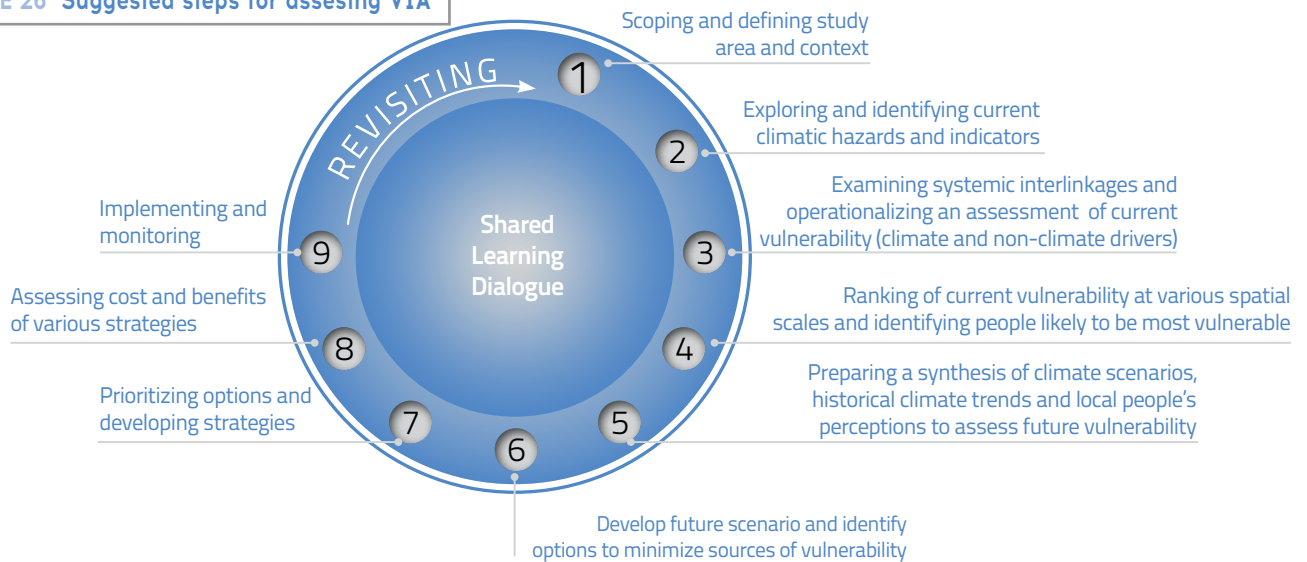 E 26 Suggested steps for assesing VIA
REVISITING
1
Scoping and defining study
area and context
2
Exploring and identifying current
climatic hazards and indicators
3
Examining systemic interlinkages and
operationalizing an assessment of current
vulnerability (climate and non-climate drivers)
4
Ranking of current vulnerability at various spatial
scales and identifying people likely to be most vulnerable
5
Preparing a synthesis of climate scenarios,
historical climate trends and local people's
perceptions to assess future vulnerability
6
Develop future scenario and identify
options to minimize sources of vulnerability
7
Prioritizing options and
developing strategies
8
Assessing cost and benefits
of various strategies
9
Implementing and
monitoring
Shared
Learning
Dialogue